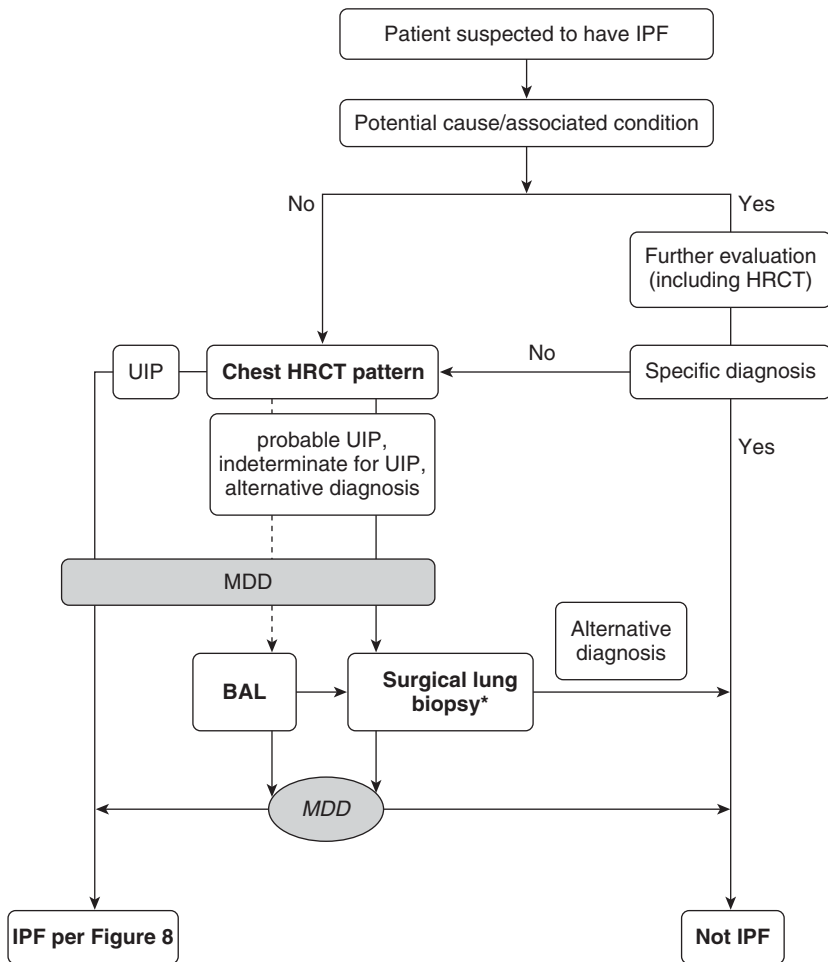 Patient suspected to have IPF
Potential cause/associated condition
No
Yes
Further evaluation
(including HRCT)
UIP
Chest HRCT pattern
No
Specific diagnosis
probable UIP,
indeterminate for UIP,
alternative diagnosis
Yes
MDD
Alternative
diagnosis
BAL
Surgical lung
biopsy*
MDD
IPF per Figure 8
Not IPF